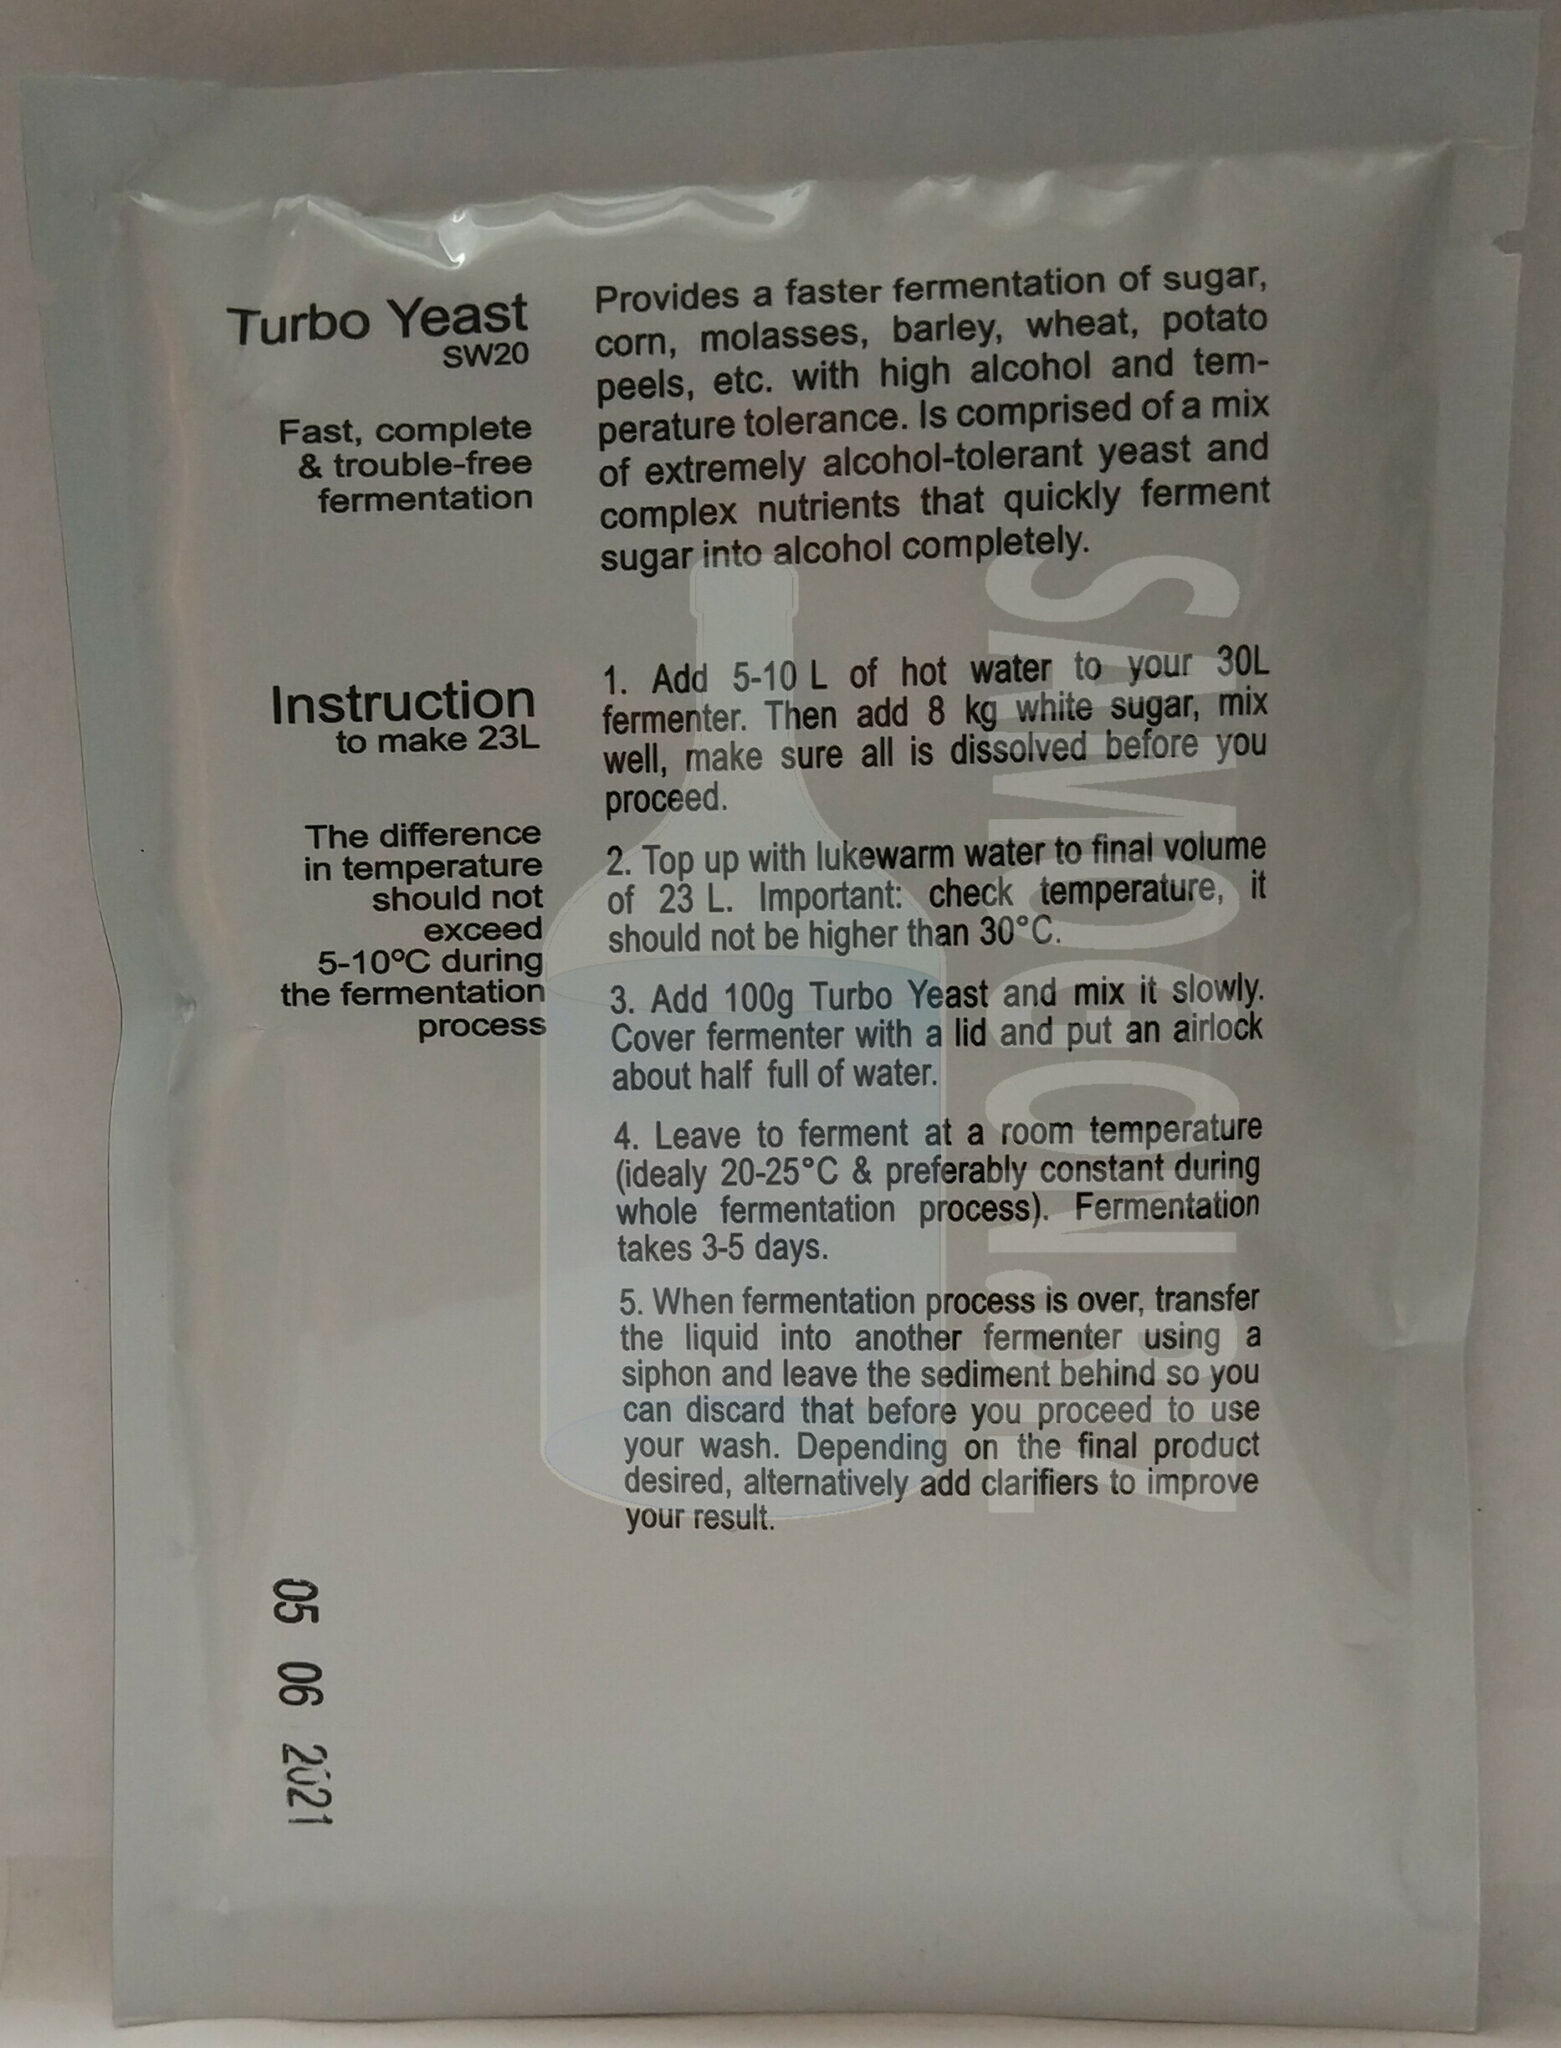 Turbo Yeast
SW20
Fast, complete
& trouble-free
fermentation
Provides a faster fermentation of sugar,
corn, molasses, barley, wheat, potato
peels, etc. with high alcohol and tem-
perature tolerance. Is comprised of a mix
of extremely alcohol-tolerant yeast and
complex nutrients that quickly ferment
sugar into alcohol completely.
Instruction
to make 23L
The difference
in temperature
should not
exceed
5-10°C during
the fermentation
process
1. Add 5-10 L of hot water to your 30L
fermenter. Then add 8 kg white sugar, mix
well, make sure all is dissolved before you
proceed.
2. Top up with lukewarm water to final volume
of 23 L. Important: check temperature, it
should not be higher than 30°C.
3. Add 100g Turbo Yeast and mix it slowly.
Cover fermenter with a lid and put an airlock
about half full of water.
4. Leave to ferment at a room temperature
(idealy 20-25°C & preferably constant during
whole fermentation process). Fermentation
takes 3-5 days.
5. When fermentation process is over, transfer
the liquid into another fermenter using a
siphon and leave the sediment behind so you
can discard that before you proceed to use
your wash. Depending on the final product
desired, alternatively add clarifiers to improve
your result.
05 06 2021
SAMOGON.BY